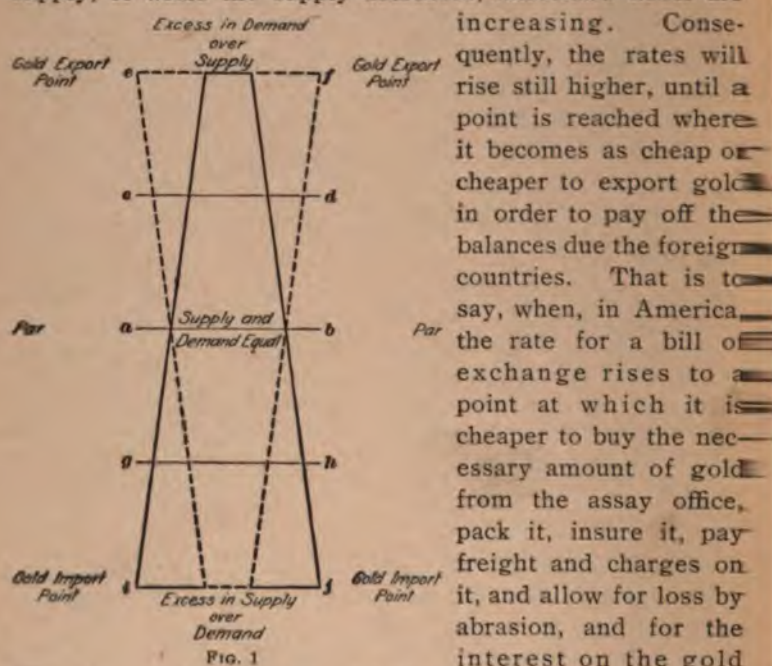 Excess in Demand
over
Supply
Gold Export
Point
e
f
Gold Export
Point
d
Par
a
Supply and
Demand Equal
b
Par
g
h
Gold Import
Point
i
j
Gold Import
Point
Excess in Supply
over
Demand
FIG. 1
increasing. Conse-
quently, the rates will
rise still higher, until a
point is reached where
it becomes as cheap or
cheaper to export gold
in order to pay off the
balances due the foreign
countries. That is to
say, when, in America,
the rate for a bill of
exchange rises to a
point at which it is
cheaper to buy the nec-
essary amount of gold
from the assay office,
pack it, insure it, pay
freight and charges on
it, and allow for loss by
abrasion, and for the
interest on the gold